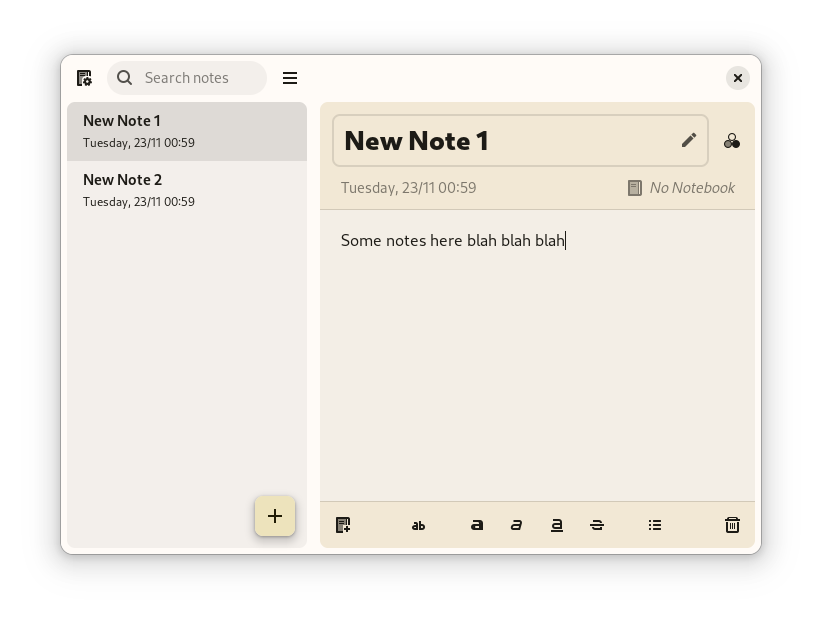 Search notes
New Note 1
Tuesday, 23/11 00:59
New Note 2
Tuesday, 23/11 00:59
New Note 1
Tuesday, 23/11 00:59
No Notebook
Some notes here blah blah blah
ab
a
a
a
S